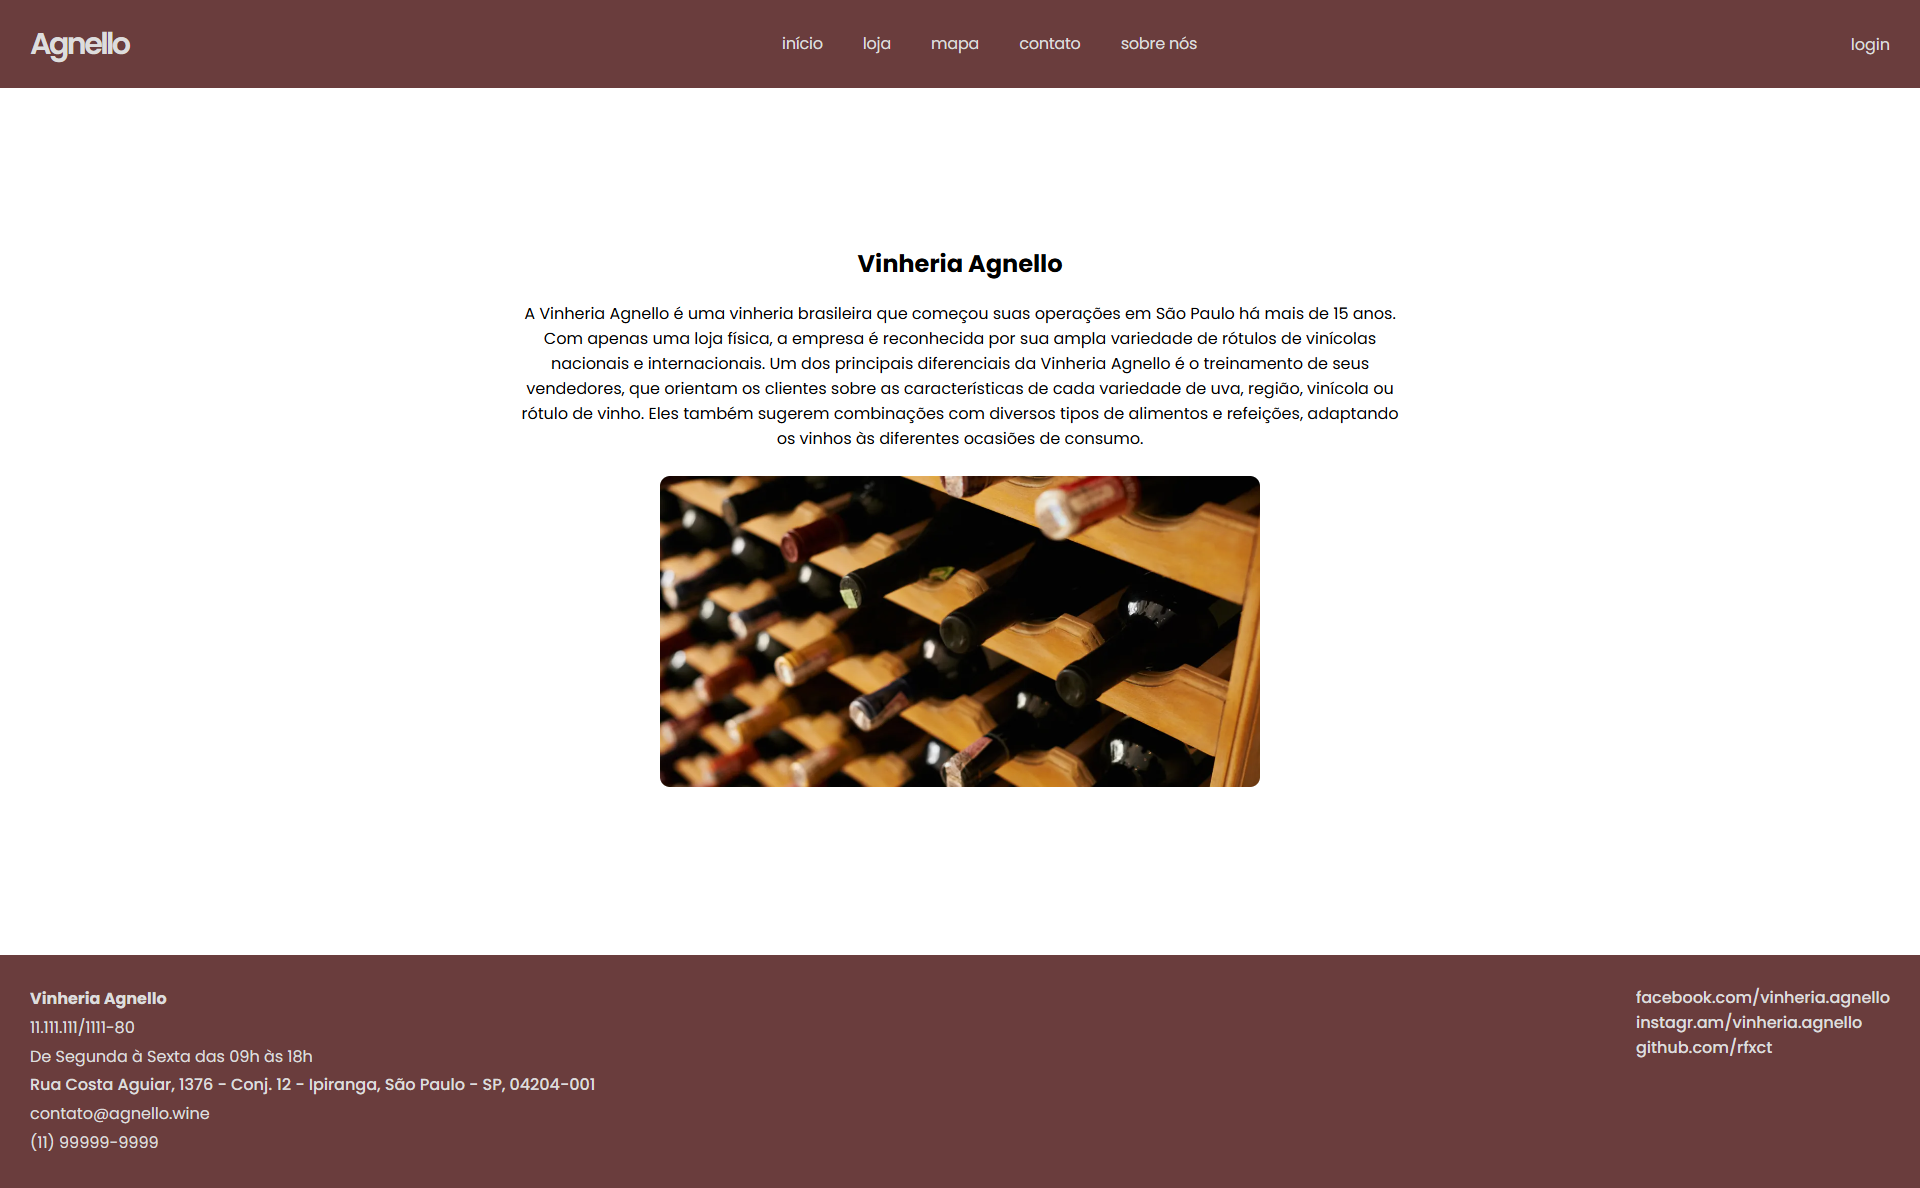 Agnello
início loja mapa contato sobre nós
login
Vinheria Agnello
A Vinheria Agnello é uma vinheria brasileira que começou suas operações em São Paulo há mais de 15 anos.
Com apenas uma loja física, a empresa é reconhecida por sua ampla variedade de rótulos de vinícolas
nacionais e internacionais. Um dos principais diferenciais da Vinheria Agnello é o treinamento de seus
vendedores, que orientam os clientes sobre as características de cada variedade de uva, região, vinícola ou
rótulo de vinho. Eles também sugerem combinações com diversos tipos de alimentos e refeições, adaptando
os vinhos às diferentes ocasiões de consumo.
Vinheria Agnello
11.111.111/1111-80
De Segunda à Sexta das 09h às 18h
Rua Costa Aguiar, 1376 - Conj. 12 - Ipiranga, São Paulo - SP, 04204-001
contato@agnello.wine
(11) 99999-9999
facebook.com/vinheria.agnello
instagr.am/vinheria.agnello
github.com/rfxct